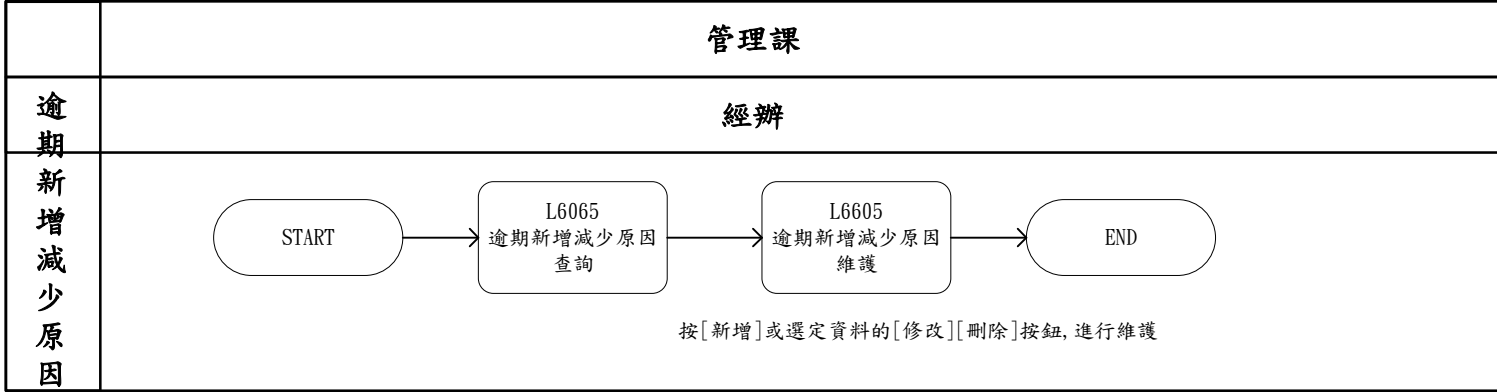 管理課
經辦
逾期新增減少原因
START
L6065
逾期新增減少原因
查詢
L6605
逾期新增減少原因
維護
END
按[新增]或選定資料的[修改][刪除]按鈕,進行維護